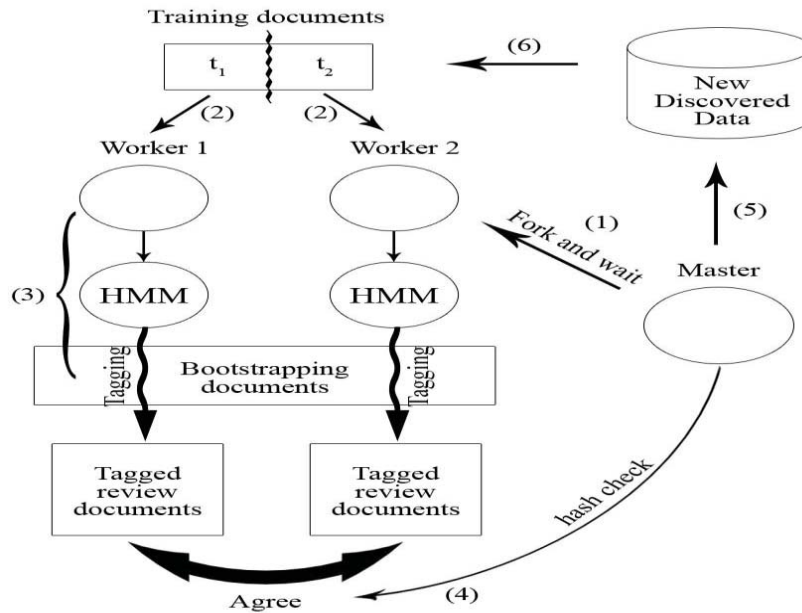 Training documents
t1
t2
(6)
New
Discovered
Data
(2)
(2)
Worker 1
Worker 2
(1)
Fork and wait
(5)
Master
(3)
HMM
HMM
Tagging
Bootstrapping
documents
Tagging
Tagged
review
documents
Tagged
review
documents
hash check
Agree
(4)